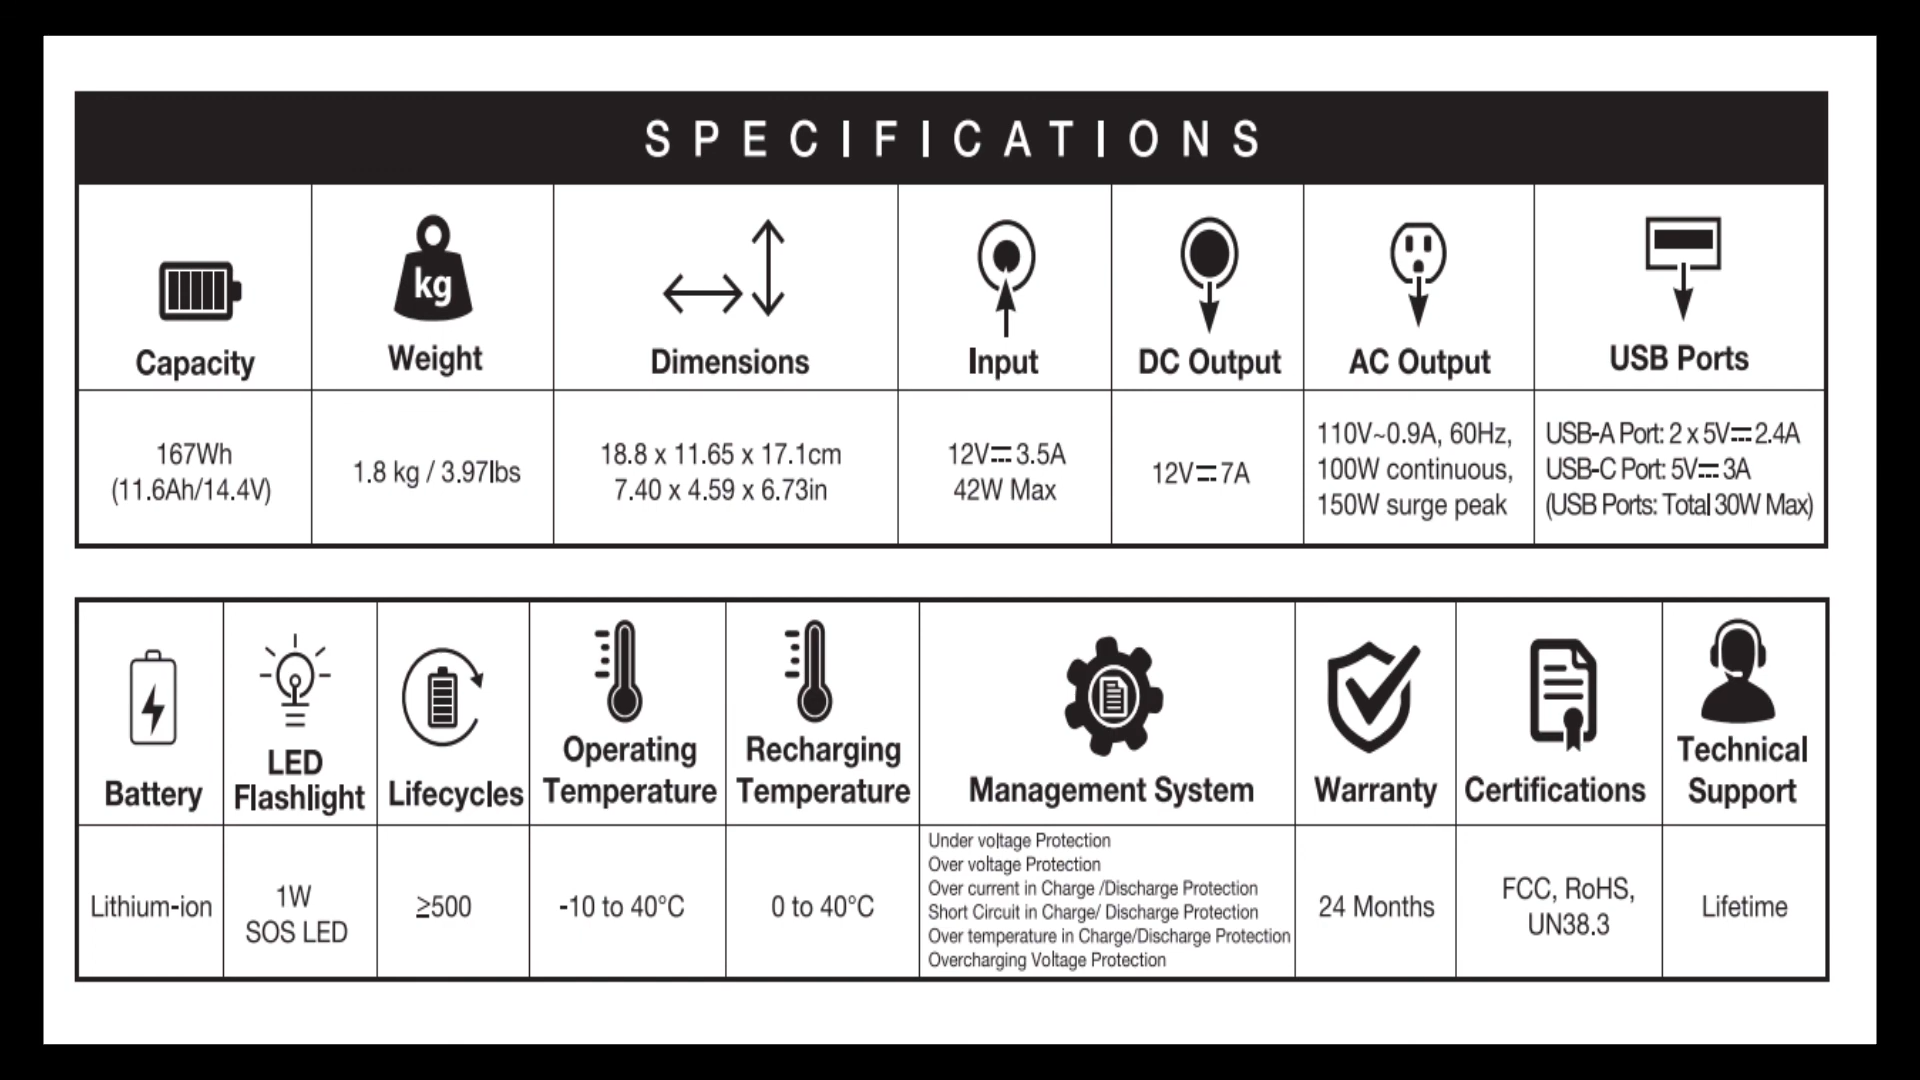 SPECIFICATIONS
kg
Capacity
Weight
Dimensions
Input
DC Output
AC Output
USB Ports
167Wh
(11.6Ah/14.4V)
1.8 kg / 3.97lbs
18.8 x 11.65 x 17.1cm
7.40 x 4.59 x 6.73in
12V⎓3.5A
42W Max
12V⎓7A
110V~0.9A, 60Hz,
100W continuous,
150W surge peak
USB-A Port: 2 x 5V⎓2.4A
USB-C Port: 5V⎓3A
(USB Ports: Total 30W Max)
Battery
LED
Flashlight
Lifecycles
Operating
Temperature
Recharging
Temperature
Management System
Warranty
Certifications
Technical
Support
Lithium-ion
1W
SOS LED
≥500
-10 to 40°C
0 to 40°C
Under voltage Protection
Over voltage Protection
Over current in Charge /Discharge Protection
Short Circuit in Charge/ Discharge Protection
Over temperature in Charge/Discharge Protection
Overcharging Voltage Protection
24 Months
FCC, RoHS,
UN38.3
Lifetime